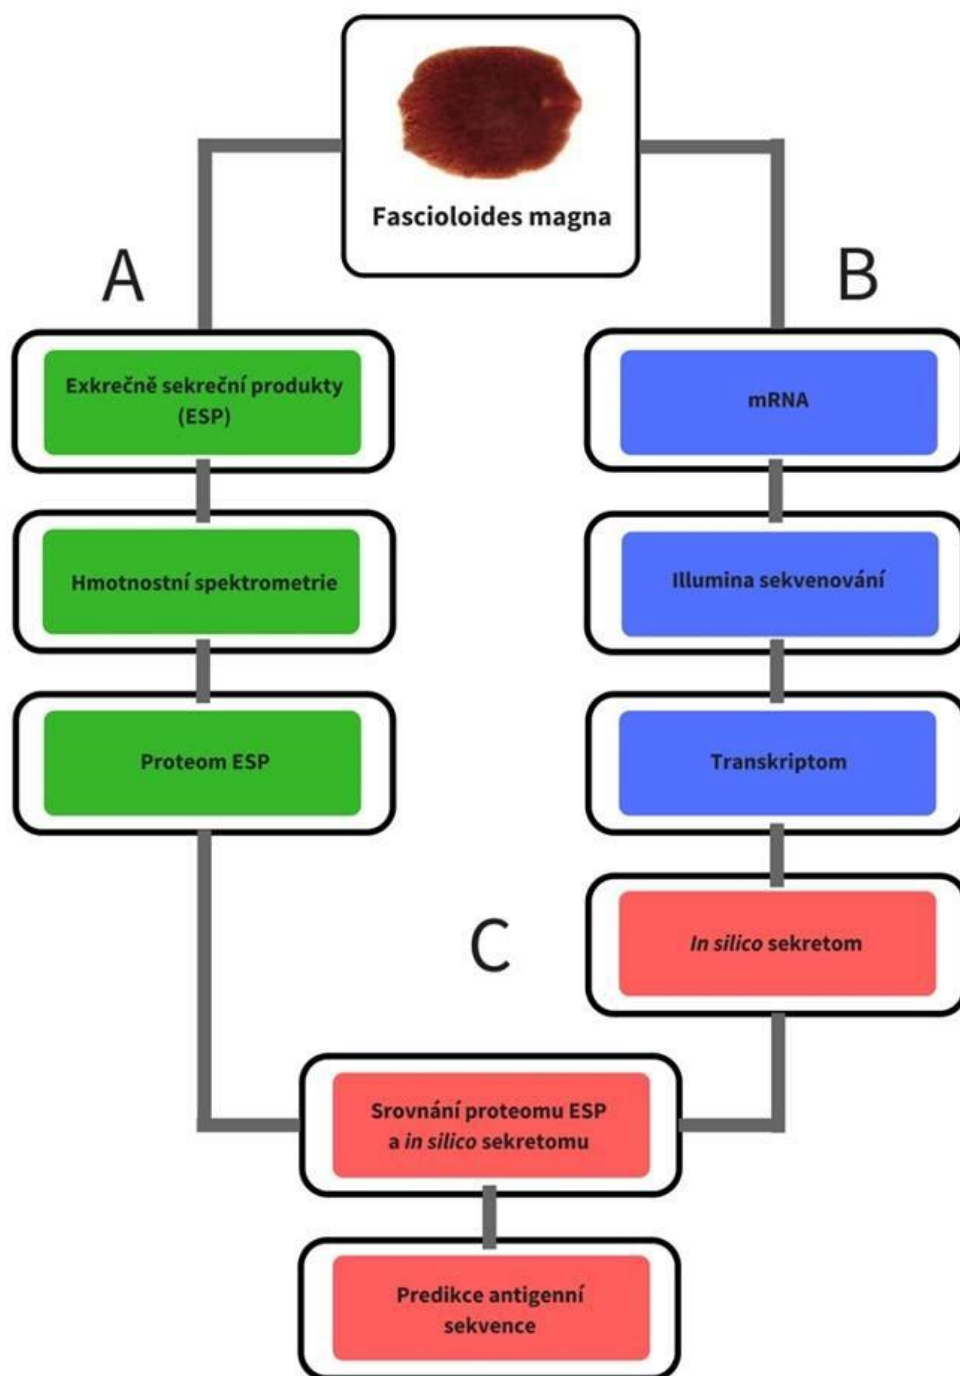 Fascioloides magna
A
B
Exkrečně sekreční produkty
(ESP)
mRNA
Hmotnostní spektrometrie
Illumina sekvenování
Proteom ESP
Transkriptom
C
In silico sekretom
Srovnání proteomu ESP
a in silico sekretomu
Predikce antigenní
sekvence